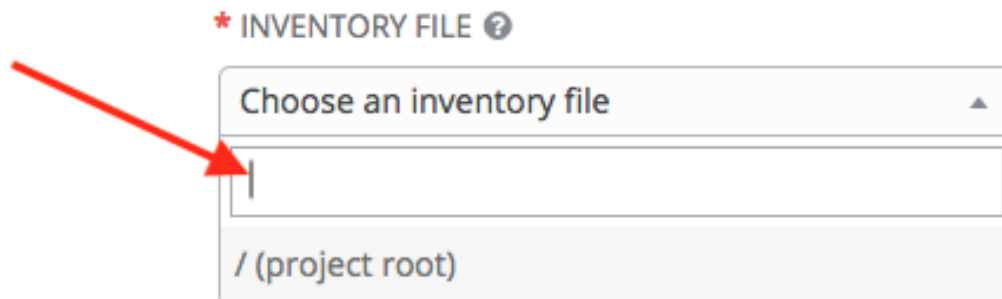 * INVENTORY FILE ?
Choose an inventory file
/ (project root)